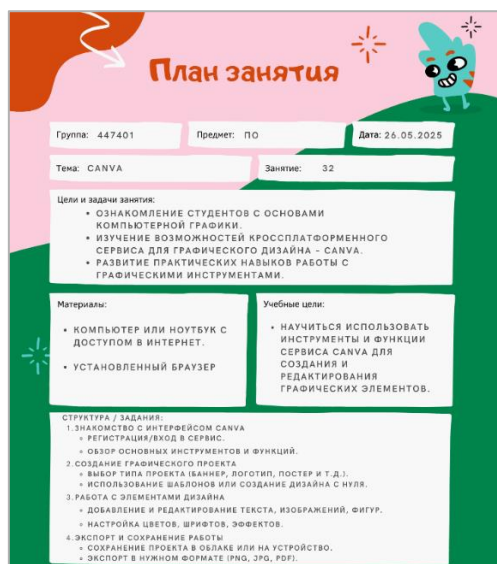 План занятия
Группа: 447401
Предмет: ПО
Дата: 26.05.2025
Тема: CANVA
Занятие: 32
Цели и задачи занятия:
• ОЗНАКОМЛЕНИЕ СТУДЕНТОВ С ОСНОВАМИ
КОМПЬЮТЕРНОЙ ГРАФИКИ.
• ИЗУЧЕНИЕ ВОЗМОЖНОСТЕЙ КРОССПЛАТФОРМЕННОГО
СЕРВИСА ДЛЯ ГРАФИЧЕСКОГО ДИЗАЙНА - CANVA.
• РАЗВИТИЕ ПРАКТИЧЕСКИХ НАВЫКОВ РАБОТЫ С
ГРАФИЧЕСКИМИ ИНСТРУМЕНТАМИ.
Материалы:
• КОМПЬЮТЕР ИЛИ НОУТБУК С
ДОСТУПОМ В ИНТЕРНЕТ.
• УСТАНОВЛЕННЫЙ БРАУЗЕР
Учебные цели:
• НАУЧИТЬСЯ ИСПОЛЬЗОВАТЬ
ИНСТРУМЕНТЫ И ФУНКЦИИ
СЕРВИСА CANVA ДЛЯ
СОЗДАНИЯ И
РЕДАКТИРОВАНИЯ
ГРАФИЧЕСКИХ ЭЛЕМЕНТОВ.
СТРУКТУРА / ЗАДАНИЯ:
1. ЗНАКОМСТВО С ИНТЕРФЕЙСОМ CANVA
◦ РЕГИСТРАЦИЯ/ВХОД В СЕРВИС.
◦ ОБЗОР ОСНОВНЫХ ИНСТРУМЕНТОВ И ФУНКЦИЙ.
2. СОЗДАНИЕ ГРАФИЧЕСКОГО ПРОЕКТА
◦ ВЫБОР ТИПА ПРОЕКТА (БАННЕР, ЛОГОТИП, ПОСТЕР И Т.Д.).
◦ ИСПОЛЬЗОВАНИЕ ШАБЛОНОВ ИЛИ СОЗДАНИЕ ДИЗАЙНА С НУЛЯ.
3. РАБОТА С ЭЛЕМЕНТАМИ ДИЗАЙНА
◦ ДОБАВЛЕНИЕ И РЕДАКТИРОВАНИЕ ТЕКСТА, ИЗОБРАЖЕНИЙ, ФИГУР.
◦ НАСТРОЙКА ЦВЕТОВ, ШРИФТОВ, ЭФФЕКТОВ.
4. ЭКСПОРТ И СОХРАНЕНИЕ РАБОТЫ
◦ СОХРАНЕНИЕ ПРОЕКТА В ОБЛАКЕ ИЛИ НА УСТРОЙСТВО.
◦ ЭКСПОРТ В НУЖНОМ ФОРМАТЕ (PNG, JPG, PDF).